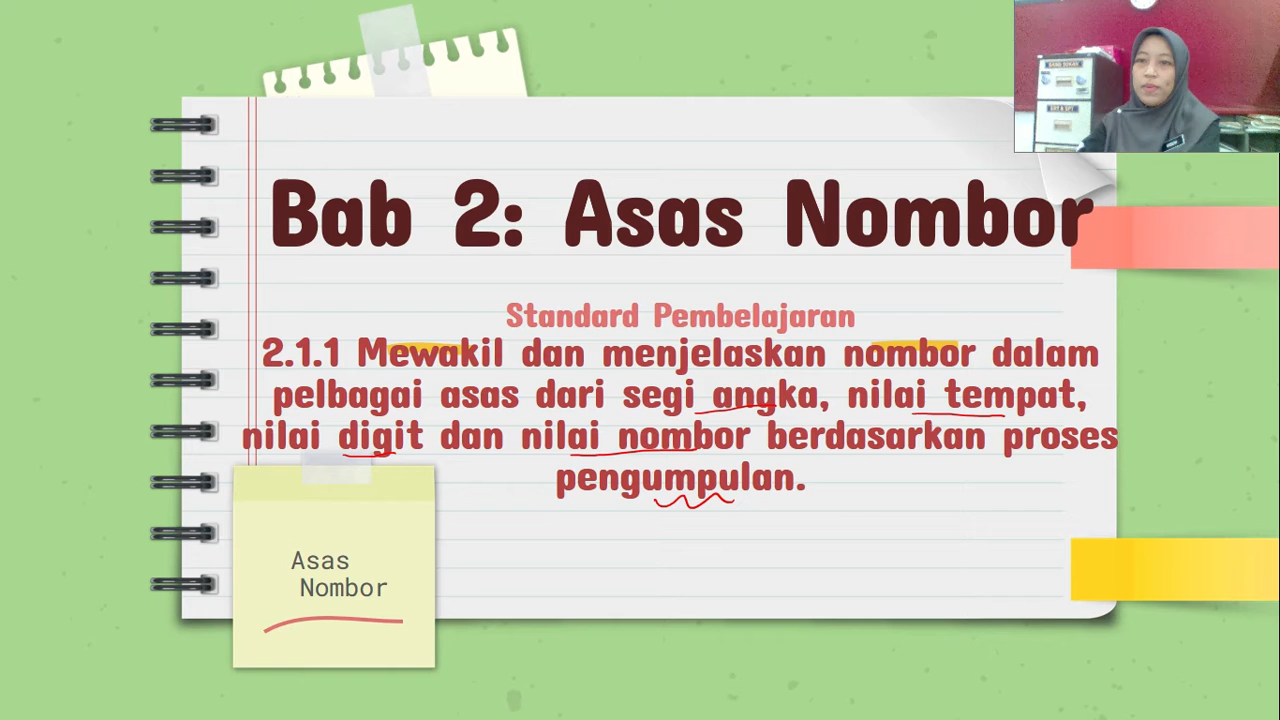 Bab 2: Asas Nombor
Standard Pembelajaran
2.1.1 Mewakil dan menjelaskan nombor dalam
pelbagai asas dari segi angka, nilai tempat,
nilai digit dan nilai nombor berdasarkan proses
pengumpulan.
Asas
Nombor